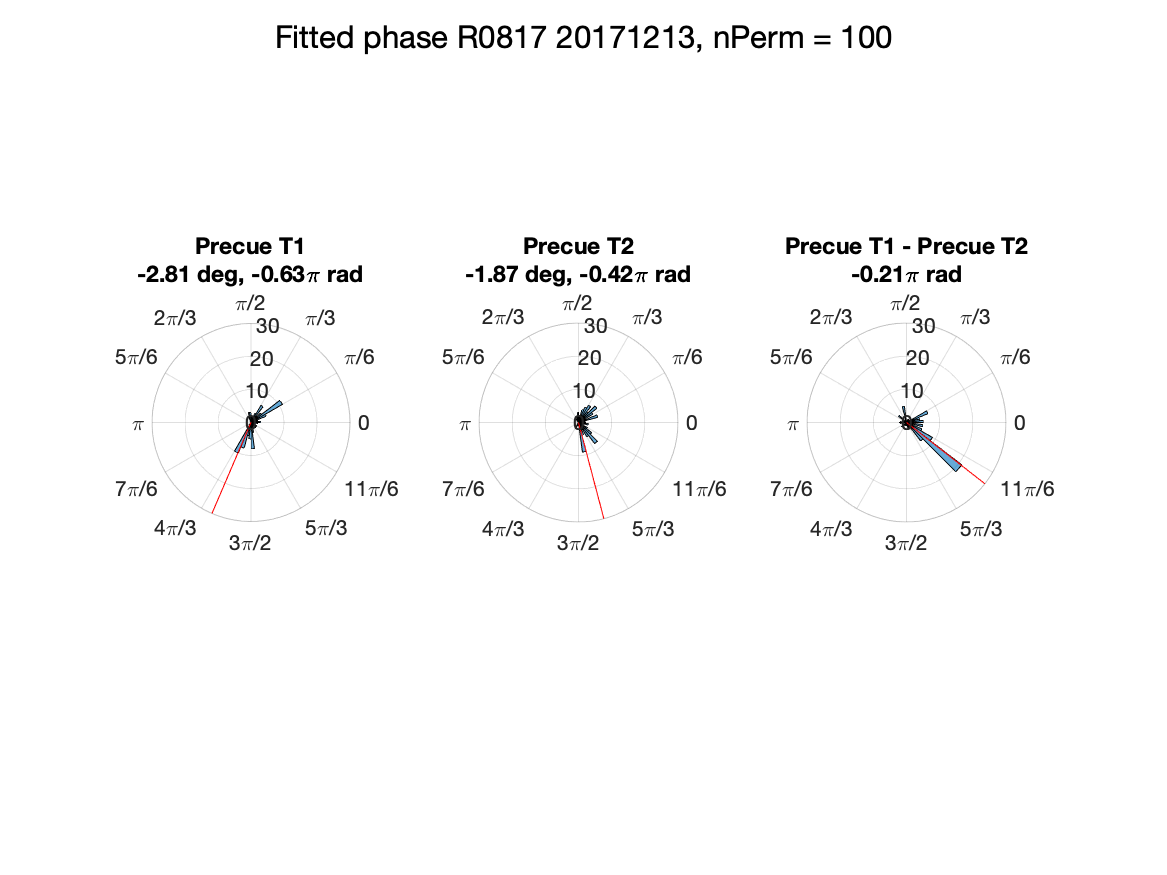 Fitted phase R0817 20171213, nPerm = 100
Precue T1
-2.81 deg, -0.63π rad
π/2
2π/3
π/3
30
5π/6
20
π/6
10
π
0
0
7π/6
11π/6
4π/3
5π/3
3π/2
Precue T2
-1.87 deg, -0.42π rad
π/2
2π/3
π/3
30
5π/6
20
π/6
10
π
0
0
7π/6
11π/6
4π/3
5π/3
3π/2
Precue T1 - Precue T2
-0.21π rad
π/2
2π/3
π/3
30
5π/6
20
π/6
10
π
0
0
7π/6
11π/6
4π/3
5π/3
3π/2